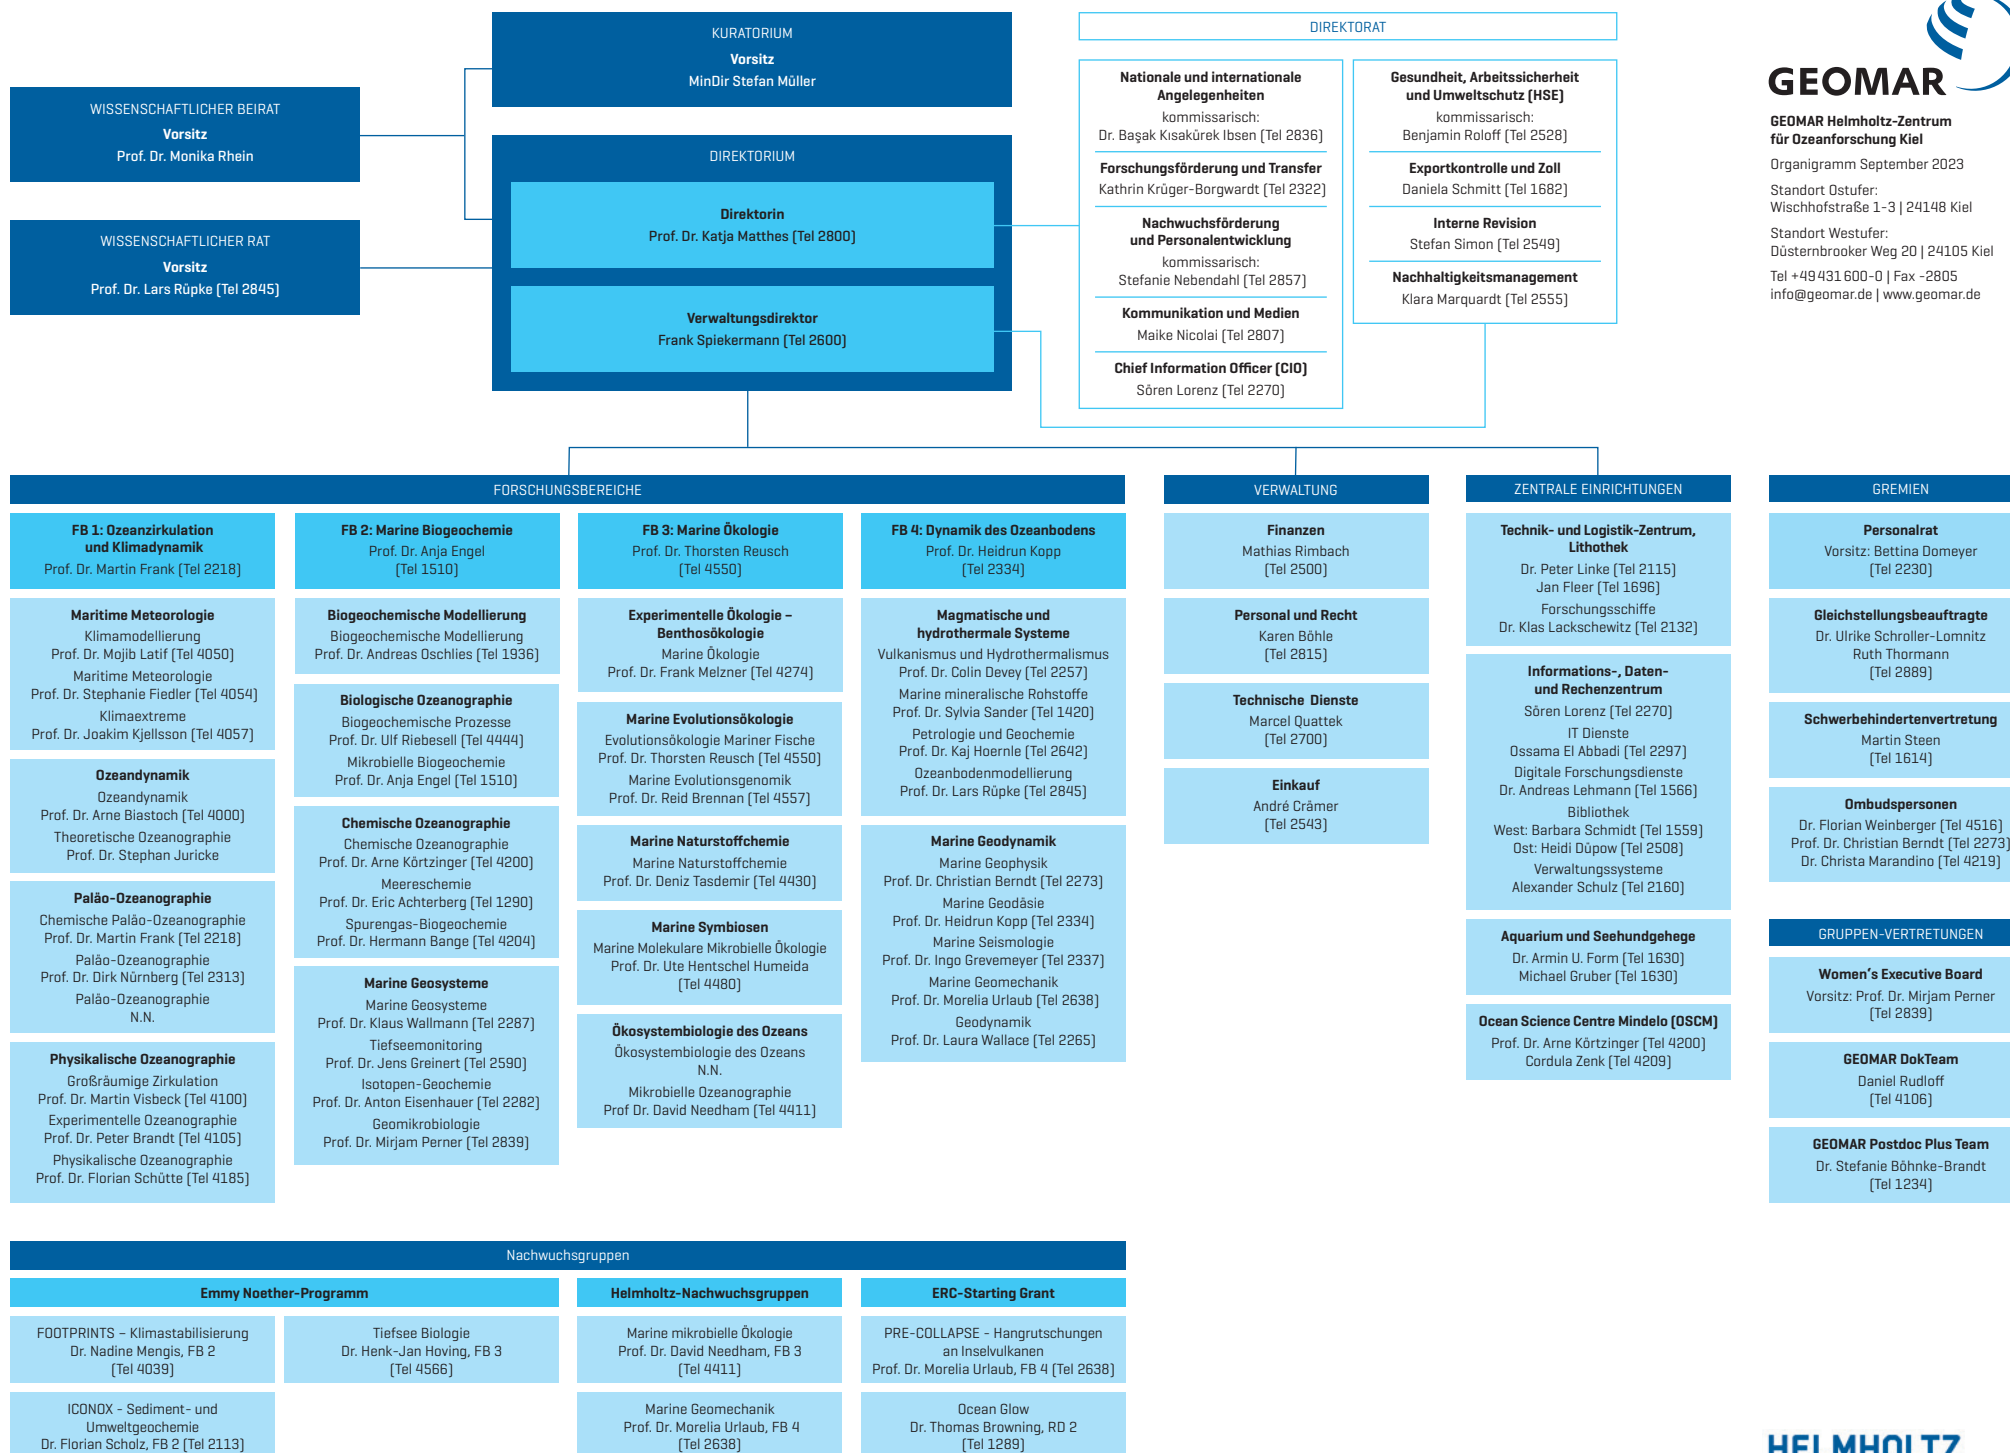 KURATORIUM
Vorsitz
MinDir Stefan Müller
WISSENSCHAFTLICHER BEIRAT
Vorsitz
Prof. Dr. Monika Rhein
WISSENSCHAFTLICHER RAT
Vorsitz
Prof. Dr. Lars Rüpke (Tel 2845)
DIREKTORIUM
Direktorin
Prof. Dr. Katja Matthes (Tel 2800)
Verwaltungsdirektor
Frank Spiekermann (Tel 2600)
DIREKTORAT
Nationale und internationale
Angelegenheiten
kommissarisch:
Dr. Başak Kısakürek Ibsen (Tel 2836)
Forschungsförderung und Transfer
Kathrin Krüger-Borgwardt (Tel 2322)
Nachwuchsförderung
und Personalentwicklung
kommissarisch:
Stefanie Nebendahl (Tel 2857)
Kommunikation und Medien
Maike Nicolai (Tel 2807)
Chief Information Officer (CIO)
Sören Lorenz (Tel 2270)
Gesundheit, Arbeitssicherheit
und Umweltschutz (HSE)
kommissarisch:
Benjamin Roloff (Tel 2528)
Exportkontrolle und Zoll
Daniela Schmitt (Tel 1682)
Interne Revision
Stefan Simon (Tel 2549)
Nachhaltigkeitsmanagement
Klara Marquardt (Tel 2555)
GEOMAR
GEOMAR Helmholtz-Zentrum
für Ozeanforschung Kiel
Organigramm September 2023
Standort Ostufer:
Wischhofstraße 1-3 | 24148 Kiel
Standort Westufer:
Düsternbrooker Weg 20 | 24105 Kiel
Tel +49 431 600-0 | Fax -2805
info@geomar.de | www.geomar.de
FORSCHUNGSBEREICHE
FB 1: Ozeanzirkulation
und Klimadynamik
Prof. Dr. Martin Frank (Tel 2218)
Maritime Meteorologie
Klimamodellierung
Prof. Dr. Mojib Latif (Tel 4050)
Maritime Meteorologie
Prof. Dr. Stephanie Fiedler (Tel 4054)
Klimaextreme
Prof. Dr. Joakim Kjellsson (Tel 4057)
Ozeandynamik
Ozeandynamik
Prof. Dr. Arne Biastoch (Tel 4000)
Theoretische Ozeanographie
Prof. Dr. Stephan Juricke
Paläo-Ozeanographie
Chemische Paläo-Ozeanographie
Prof. Dr. Martin Frank (Tel 2218)
Paläo-Ozeanographie
Prof. Dr. Dirk Nürnberg (Tel 2313)
Paläo-Ozeanographie
N.N.
Physikalische Ozeanographie
Großräumige Zirkulation
Prof. Dr. Martin Visbeck (Tel 4100)
Experimentelle Ozeanographie
Prof. Dr. Peter Brandt (Tel 4105)
Physikalische Ozeanographie
Prof. Dr. Florian Schütte (Tel 4185)
FB 2: Marine Biogeochemie
Prof. Dr. Anja Engel
(Tel 1510)
Biogeochemische Modellierung
Biogeochemische Modellierung
Prof. Dr. Andreas Oschlies (Tel 1936)
Biologische Ozeanographie
Biogeochemische Prozesse
Prof. Dr. Ulf Riebesell (Tel 4444)
Mikrobielle Biogeochemie
Prof. Dr. Anja Engel (Tel 1510)
Chemische Ozeanographie
Chemische Ozeanographie
Prof. Dr. Arne Körtzinger (Tel 4200)
Meereschemie
Prof. Dr. Eric Achterberg (Tel 1290)
Spurengas-Biogeochemie
Prof. Dr. Hermann Bange (Tel 4204)
Marine Geosysteme
Marine Geosysteme
Prof. Dr. Klaus Wallmann (Tel 2287)
Tiefseemonitoring
Prof. Dr. Jens Greinert (Tel 2590)
Isotopen-Geochemie
Prof. Dr. Anton Eisenhauer (Tel 2282)
Geomikrobiologie
Prof. Dr. Mirjam Perner (Tel 2839)
FB 3: Marine Ökologie
Prof. Dr. Thorsten Reusch
(Tel 4550)
Experimentelle Ökologie –
Benthosökologie
Marine Ökologie
Prof. Dr. Frank Melzner (Tel 4274)
Marine Evolutionsökologie
Evolutionsökologie Mariner Fische
Prof. Dr. Thorsten Reusch (Tel 4550)
Marine Evolutionsgenomik
Prof. Dr. Reid Brennan (Tel 4557)
Marine Naturstoffchemie
Marine Naturstoffchemie
Prof. Dr. Deniz Tasdemir (Tel 4430)
Marine Symbiosen
Marine Molekulare Mikrobielle Ökologie
Prof. Dr. Ute Hentschel Humeida
(Tel 4480)
Ökosystembiologie des Ozeans
Ökosystembiologie des Ozeans
N.N.
Mikrobielle Ozeanographie
Prof Dr. David Needham (Tel 4411)
FB 4: Dynamik des Ozeanbodens
Prof. Dr. Heidrun Kopp
(Tel 2334)
Magmatische und
hydrothermale Systeme
Vulkanismus und Hydrothermalismus
Prof. Dr. Colin Devey (Tel 2257)
Marine mineralische Rohstoffe
Prof. Dr. Sylvia Sander (Tel 1420)
Petrologie und Geochemie
Prof. Dr. Kaj Hoernle (Tel 2642)
Ozeanbodenmodellierung
Prof. Dr. Lars Rüpke (Tel 2845)
Marine Geodynamik
Marine Geophysik
Prof. Dr. Christian Berndt (Tel 2273)
Marine Geodäsie
Prof. Dr. Heidrun Kopp (Tel 2334)
Marine Seismologie
Prof. Dr. Ingo Grevemeyer (Tel 2337)
Marine Geomechanik
Prof. Dr. Morelia Urlaub (Tel 2638)
Geodynamik
Prof. Dr. Laura Wallace (Tel 2265)
VERWALTUNG
Finanzen
Mathias Rimbach
(Tel 2500)
Personal und Recht
Karen Böhle
(Tel 2815)
Technische Dienste
Marcel Quattek
(Tel 2700)
Einkauf
André Crämer
(Tel 2543)
ZENTRALE EINRICHTUNGEN
Technik- und Logistik-Zentrum,
Lithothek
Dr. Peter Linke (Tel 2115)
Jan Fleer (Tel 1696)
Forschungsschiffe
Dr. Klas Lackschewitz (Tel 2132)
Informations-, Daten-
und Rechenzentrum
Sören Lorenz (Tel 2270)
IT Dienste
Ossama El Abbadi (Tel 2297)
Digitale Forschungsdienste
Dr. Andreas Lehmann (Tel 1566)
Bibliothek
West: Barbara Schmidt (Tel 1559)
Ost: Heidi Düpow (Tel 2508)
Verwaltungssysteme
Alexander Schulz (Tel 2160)
Aquarium und Seehundgehege
Dr. Armin U. Form (Tel 1630)
Michael Gruber (Tel 1630)
Ocean Science Centre Mindelo (OSCM)
Prof. Dr. Arne Körtzinger (Tel 4200)
Cordula Zenk (Tel 4209)
GREMIEN
Personalrat
Vorsitz: Bettina Domeyer
(Tel 2230)
Gleichstellungsbeauftragte
Dr. Ulrike Schroller-Lomnitz
Ruth Thormann
(Tel 2889)
Schwerbehindertenvertretung
Martin Steen
(Tel 1614)
Ombudspersonen
Dr. Florian Weinberger (Tel 4516)
Prof. Dr. Christian Berndt (Tel 2273)
Dr. Christa Marandino (Tel 4219)
GRUPPEN-VERTRETUNGEN
Women's Executive Board
Vorsitz: Prof. Dr. Mirjam Perner
(Tel 2839)
GEOMAR DokTeam
Daniel Rudloff
(Tel 4106)
GEOMAR Postdoc Plus Team
Dr. Stefanie Böhnke-Brandt
(Tel 1234)
Nachwuchsgruppen
Emmy Noether-Programm
FOOTPRINTS – Klimastabilisierung
Dr. Nadine Mengis, FB 2
(Tel 4039)
Tiefsee Biologie
Dr. Henk-Jan Hoving, FB 3
(Tel 4566)
ICONOX - Sediment- und
Umweltgeochemie
Dr. Florian Scholz, FB 2 (Tel 2113)
Helmholtz-Nachwuchsgruppen
Marine mikrobielle Ökologie
Prof. Dr. David Needham, FB 3
(Tel 4411)
Marine Geomechanik
Prof. Dr. Morelia Urlaub, FB 4
(Tel 2638)
ERC-Starting Grant
PRE-COLLAPSE - Hangrutschungen
an Inselvulkanen
Prof. Dr. Morelia Urlaub, FB 4 (Tel 2638)
Ocean Glow
Dr. Thomas Browning, RD 2
(Tel 1289)
HELMHOLTZ